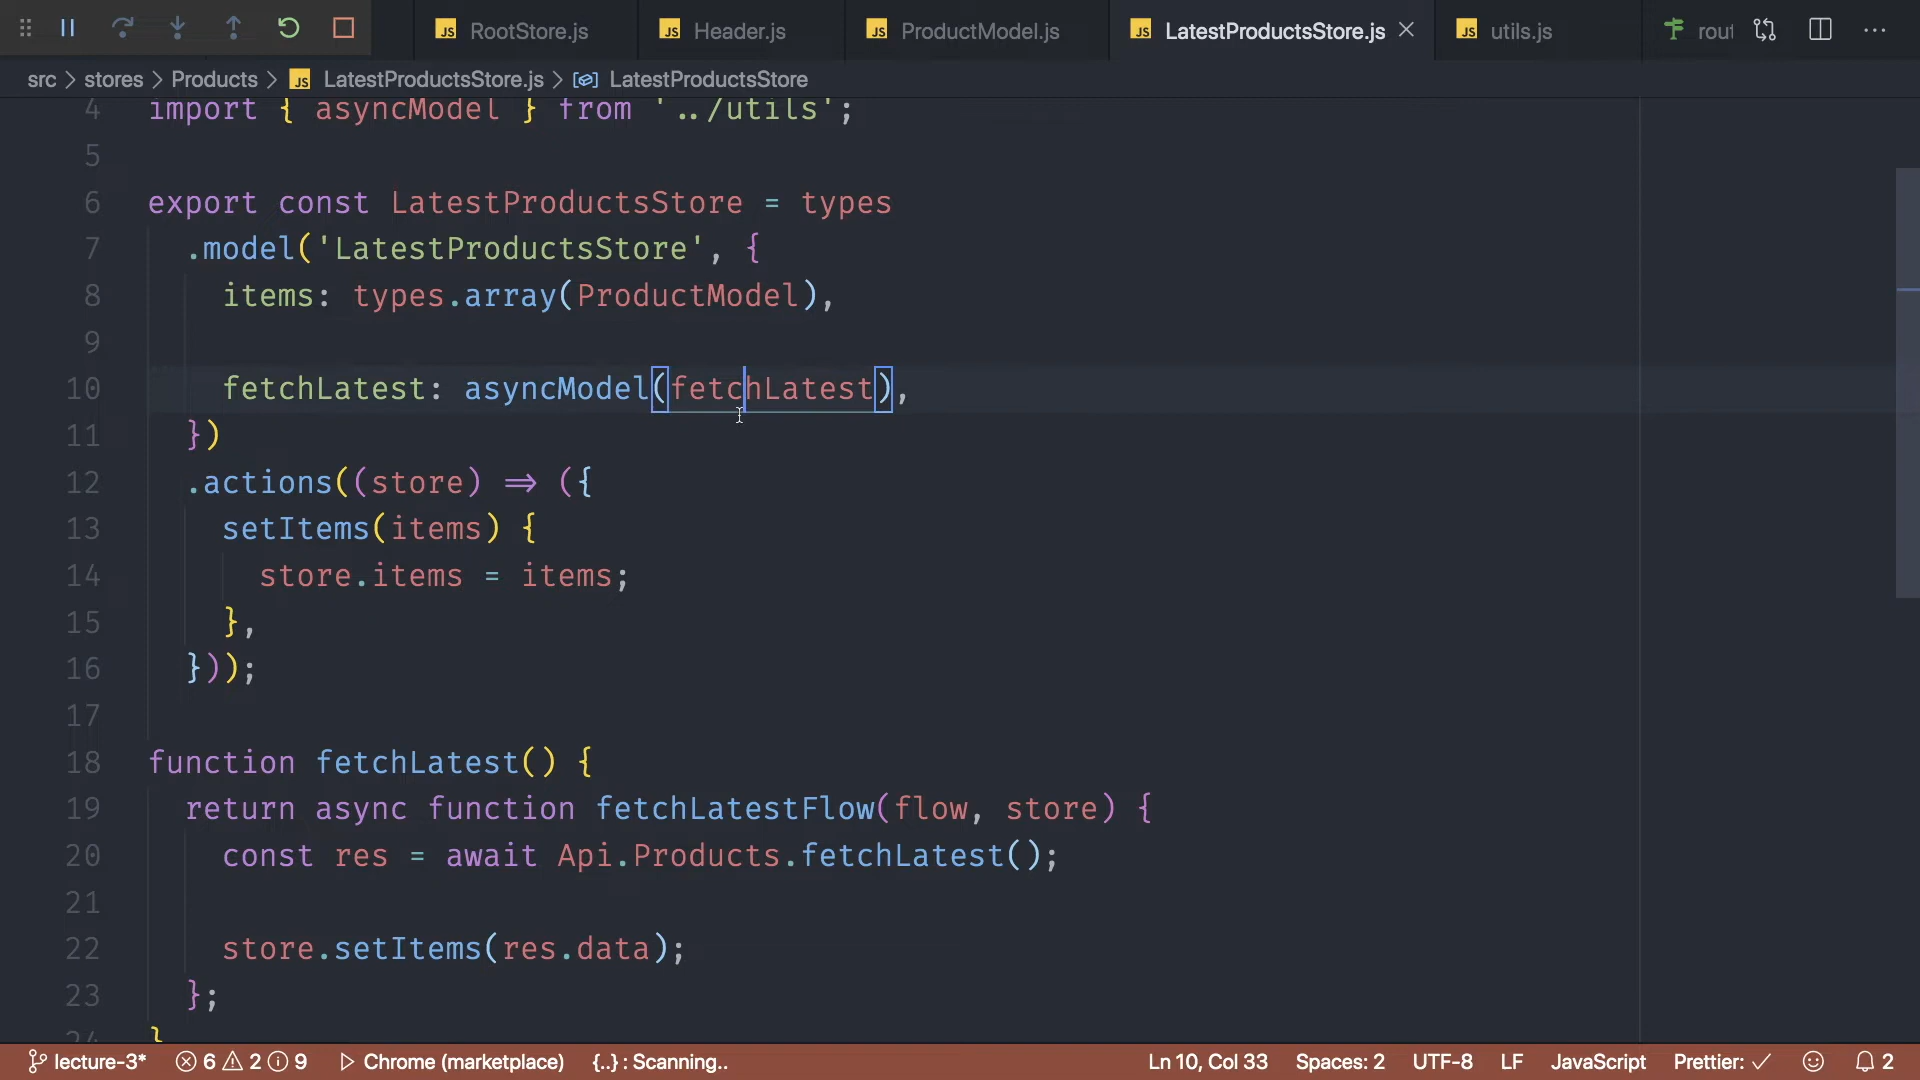 RootStore.js
Header.js
ProductModel.js
LatestProductsStore.js
utils.js
rout
src > stores > Products > JS LatestProductsStore.js > LatestProductsStore
4 import { asyncModel } from '../utils';
5
6 export const LatestProductsStore = types
7 .model('LatestProductsStore', {
8 items: types.array(ProductModel),
9
10 fetchLatest: asyncModel(fetchLatest),
11 })
12 .actions((store) => ({
13 setItems(items) {
14 store.items = items;
15 },
16 }));
17
18 function fetchLatest() {
19 return async function fetchLatestFlow(flow, store) {
20 const res = await Api.Products.fetchLatest();
21
22 store.setItems(res.data);
23 };
24 }
lecture-3* 6 2 9 Chrome (marketplace) {..} : Scanning.. Ln 10, Col 33 Spaces: 2 UTF-8 LF JavaScript Prettier: ✓ 2